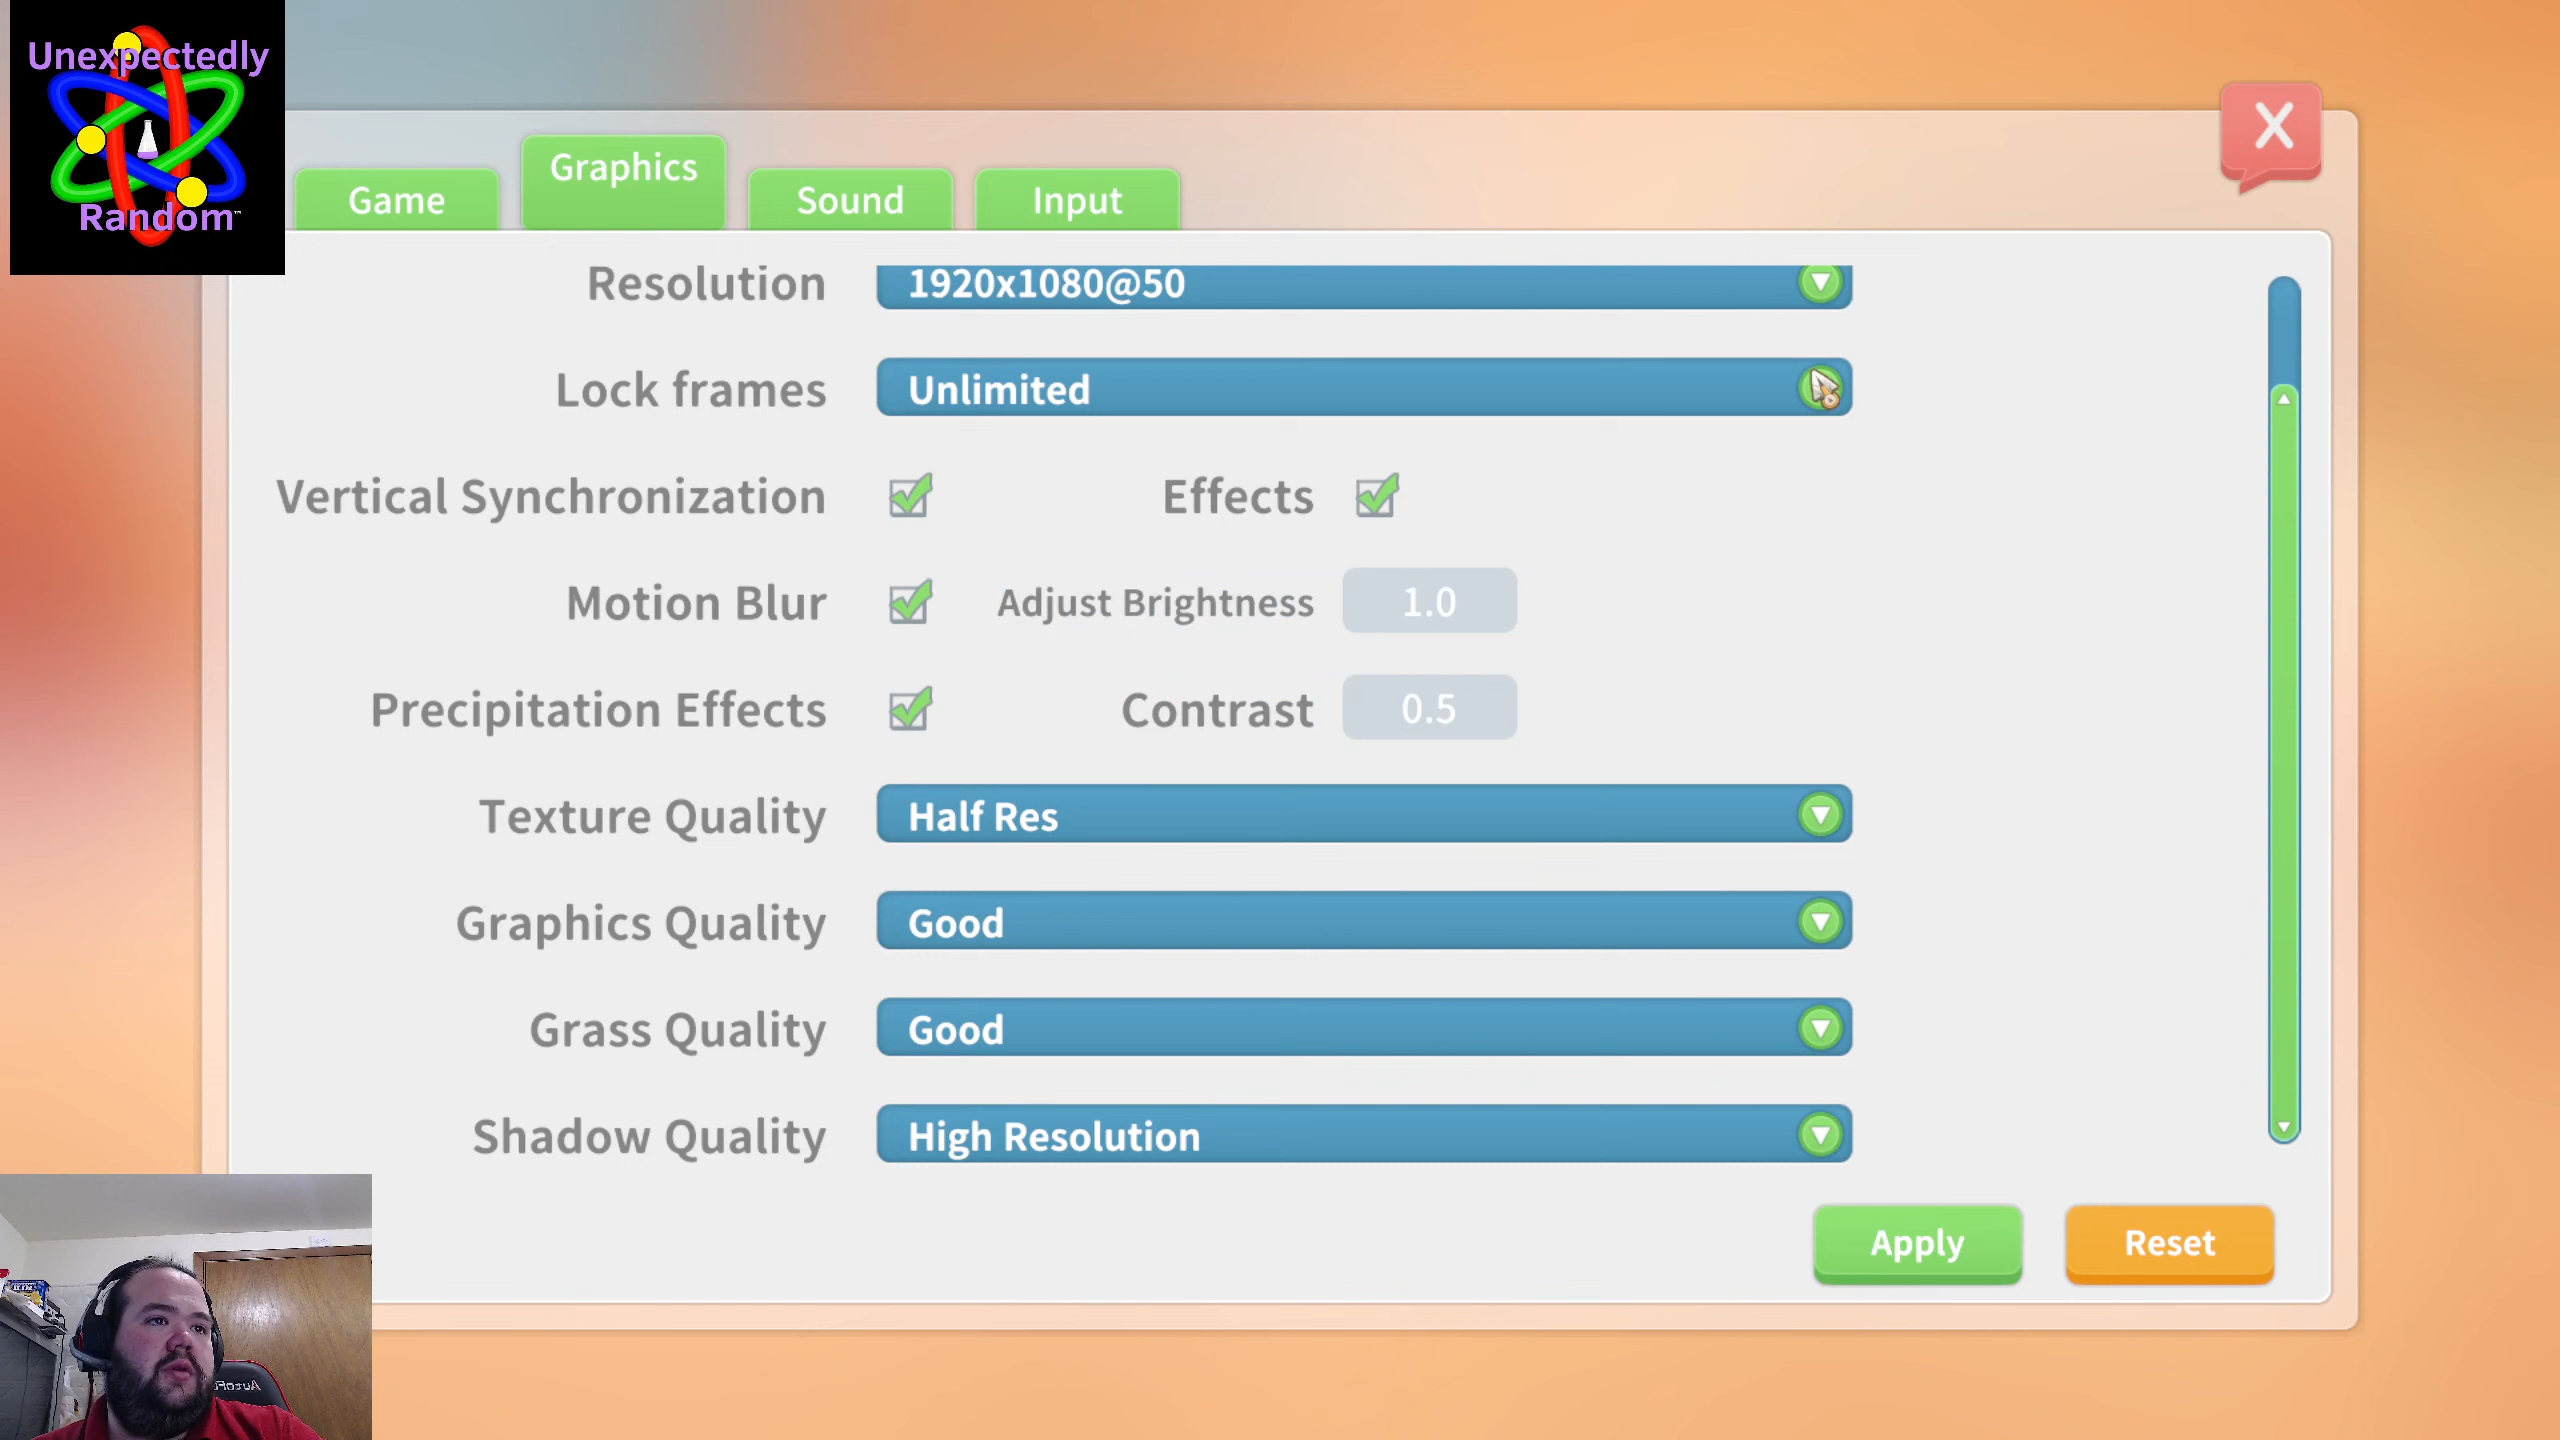 Unexpectedly
Random™
Game
Graphics
Sound
Input
X
Resolution
1920x1080@50
Lock frames
Unlimited
Vertical Synchronization
Effects
Motion Blur
Adjust Brightness
1.0
Precipitation Effects
Contrast
0.5
Texture Quality
Half Res
Graphics Quality
Good
Grass Quality
Good
Shadow Quality
High Resolution
Apply
Reset